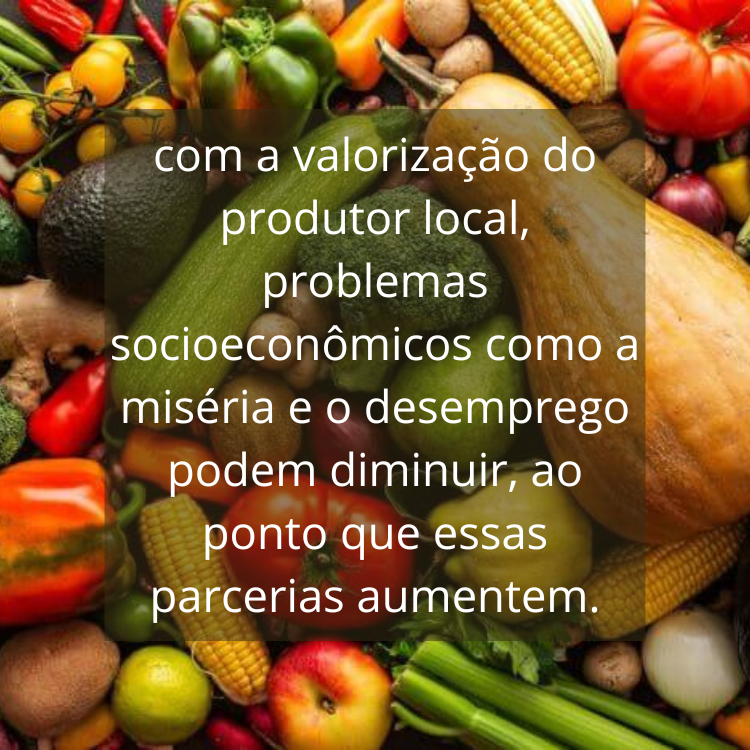 com a valorização do
produtor local,
problemas
socioeconômicos como a
miséria e o desemprego
podem diminuir, ao
ponto que essas
parcerias aumentem.